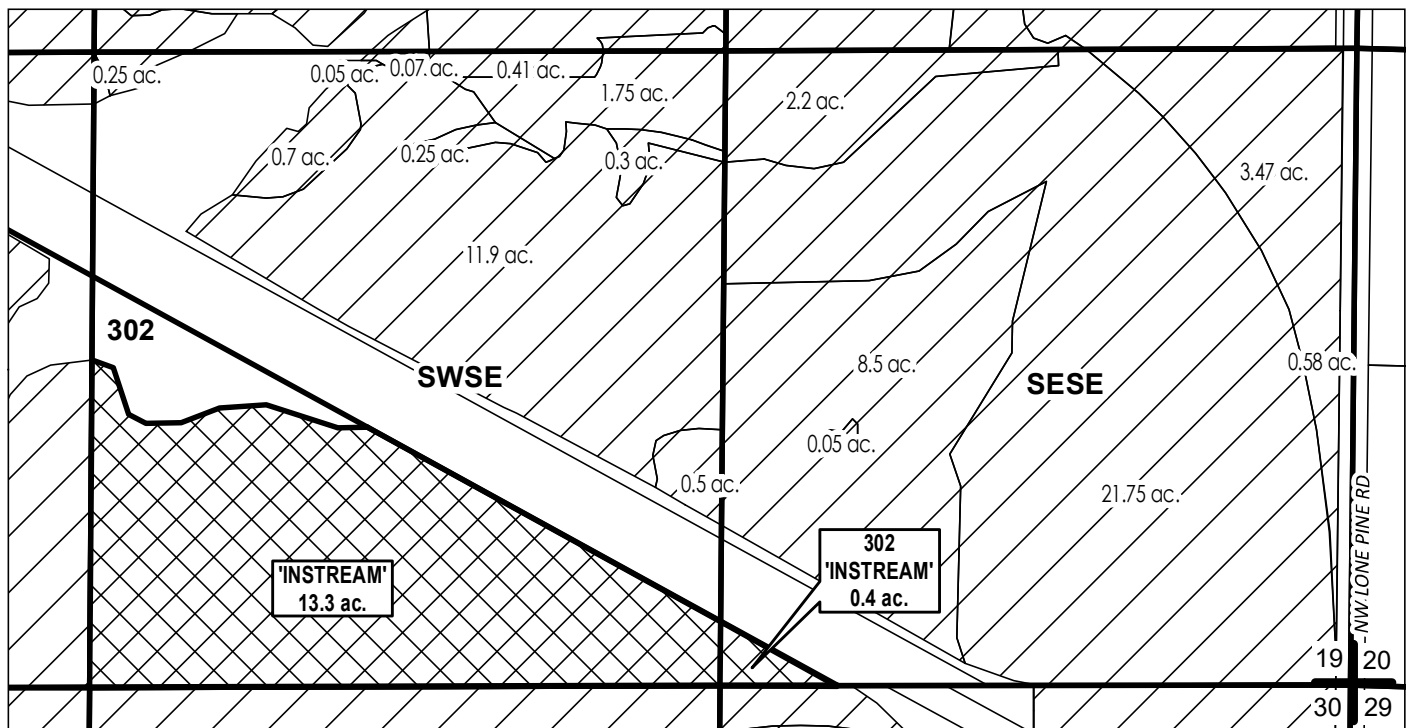 0.25 ac.
0.05 ac.
0.07 ac.
0.41 ac.
1.75 ac.
2.2 ac.
0.7 ac.
0.25 ac.
0.3 ac.
3.47 ac.
11.9 ac.
302
SWSE
8.5 ac.
SESE
0.58 ac.
0.05 ac.
0.5 ac.
21.75 ac.
NW LONE PINE RD
302
'INSTREAM'
0.4 ac.
'INSTREAM'
13.3 ac.
19
20
30
29